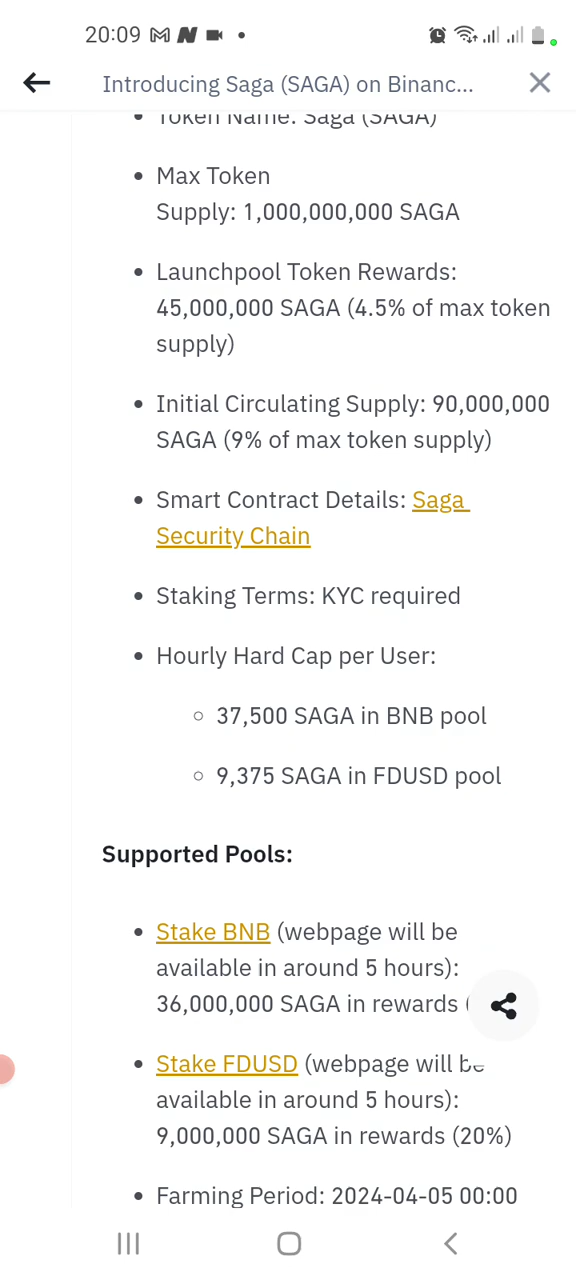 20:09
Introducing Saga (SAGA) on Binanc...
Token Name: Saga (SAGA)
Max Token
Supply: 1,000,000,000 SAGA
Launchpool Token Rewards:
45,000,000 SAGA (4.5% of max token
supply)
Initial Circulating Supply: 90,000,000
SAGA (9% of max token supply)
Smart Contract Details: Saga
Security Chain
Staking Terms: KYC required
Hourly Hard Cap per User:
37,500 SAGA in BNB pool
9,375 SAGA in FDUSD pool
Supported Pools:
Stake BNB (webpage will be
available in around 5 hours):
36,000,000 SAGA in rewards (
Stake FDUSD (webpage will be
available in around 5 hours):
9,000,000 SAGA in rewards (20%)
Farming Period: 2024-04-05 00:00